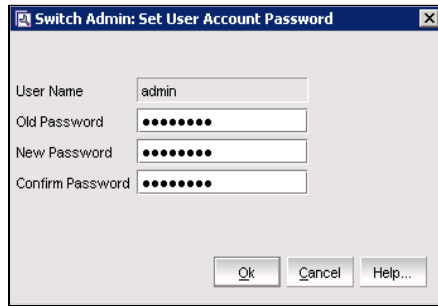 Switch Admin: Set User Account Password
User Name admin
Old Password ●●●●●●●●
New Password ●●●●●●●●
Confirm Password ●●●●●●●●
Ok Cancel Help...